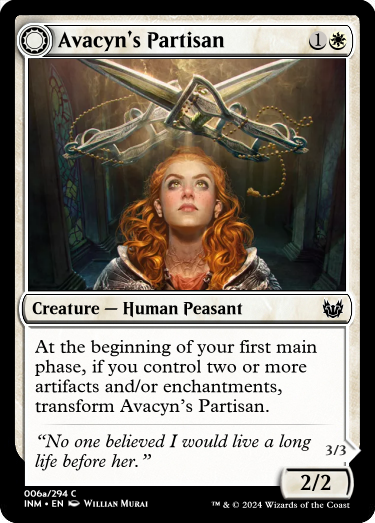 Avacyn's Partisan 1
Creature — Human Peasant
At the beginning of your first main
phase, if you control two or more
artifacts and/or enchantments,
transform Avacyn's Partisan.
"No one believed I would live a long
life before her."
3/3
2/2
006a/294 C
INM • EN Willian Murai
™ & © 2024 Wizards of the Coast